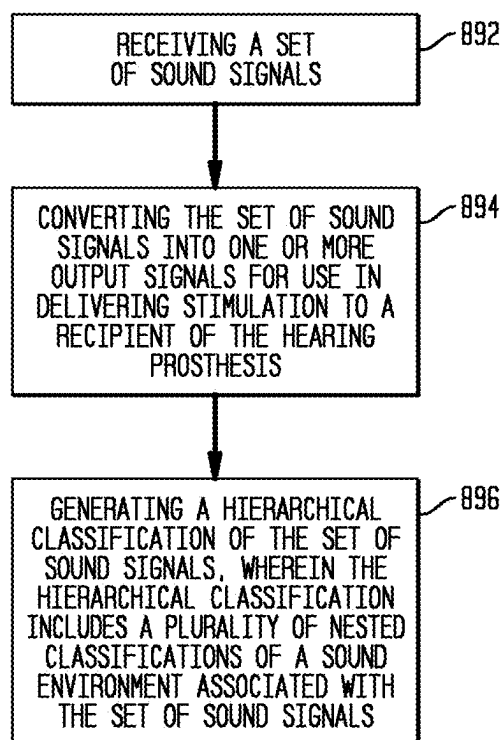 RECEIVING A SET
OF SOUND SIGNALS
892
CONVERTING THE SET OF SOUND
SIGNALS INTO ONE OR MORE
OUTPUT SIGNALS FOR USE IN
DELIVERING STIMULATION TO A
RECIPIENT OF THE HEARING
PROSTHESIS
894
GENERATING A HIERARCHICAL
CLASSIFICATION OF THE SET OF
SOUND SIGNALS, WHEREIN THE
HIERARCHICAL CLASSIFICATION
INCLUDES A PLURALITY OF NESTED
CLASSIFICATIONS OF A SOUND
ENVIRONMENT ASSOCIATED WITH
THE SET OF SOUND SIGNALS
896